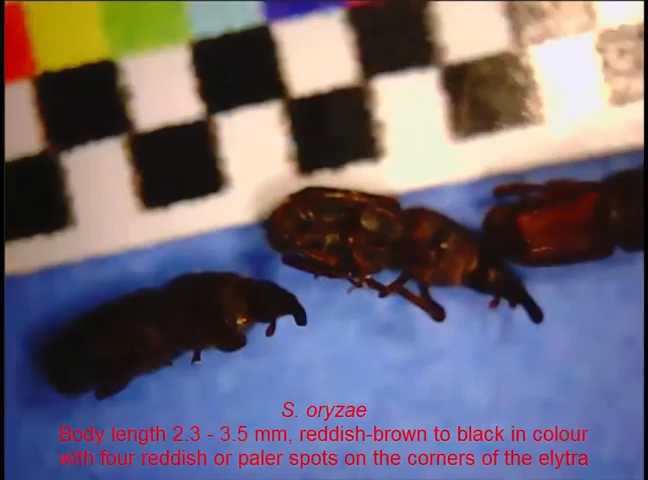 S. oryzae
Body length 2.3 - 3.5 mm, reddish-brown to black in colour
with four reddish or paler spots on the corners of the elytra